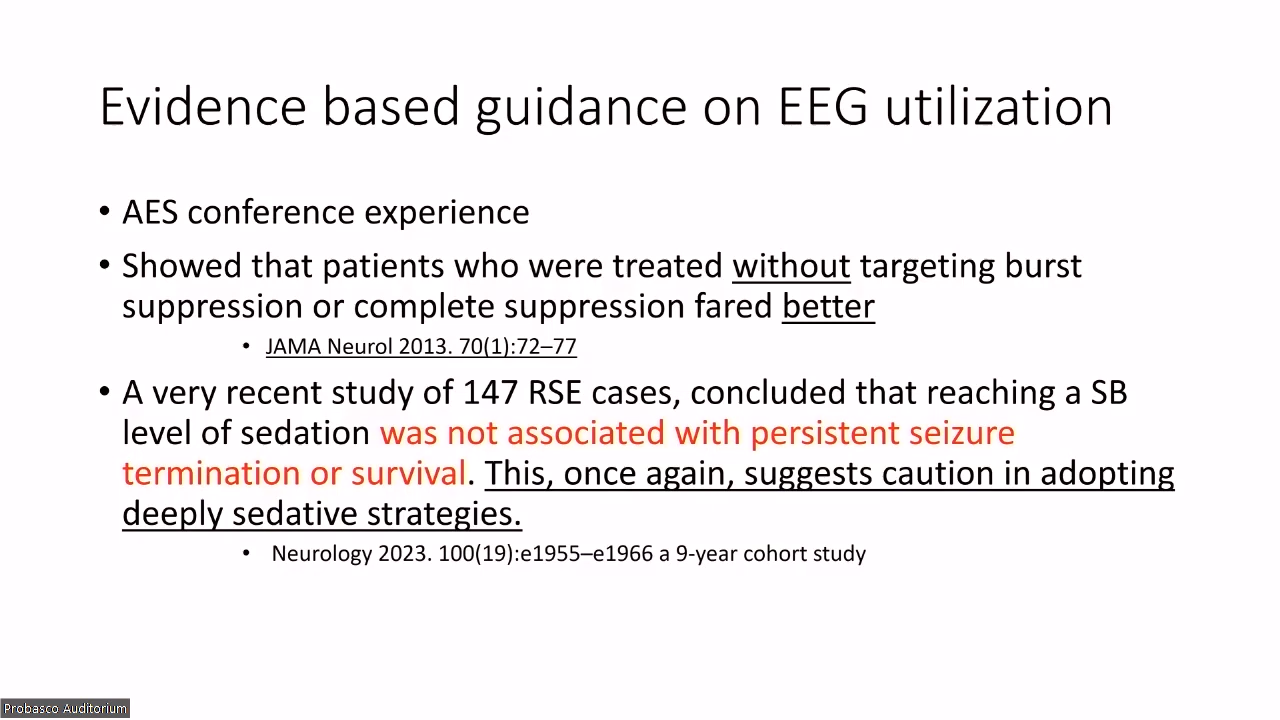 Evidence based guidance on EEG utilization
• AES conference experience
• Showed that patients who were treated without targeting burst
suppression or complete suppression fared better
• JAMA Neurol 2013. 70(1):72–77
• A very recent study of 147 RSE cases, concluded that reaching a SB
level of sedation was not associated with persistent seizure
termination or survival. This, once again, suggests caution in adopting
deeply sedative strategies.
• Neurology 2023. 100(19):e1955–e1966 a 9-year cohort study
Probasco Auditorium